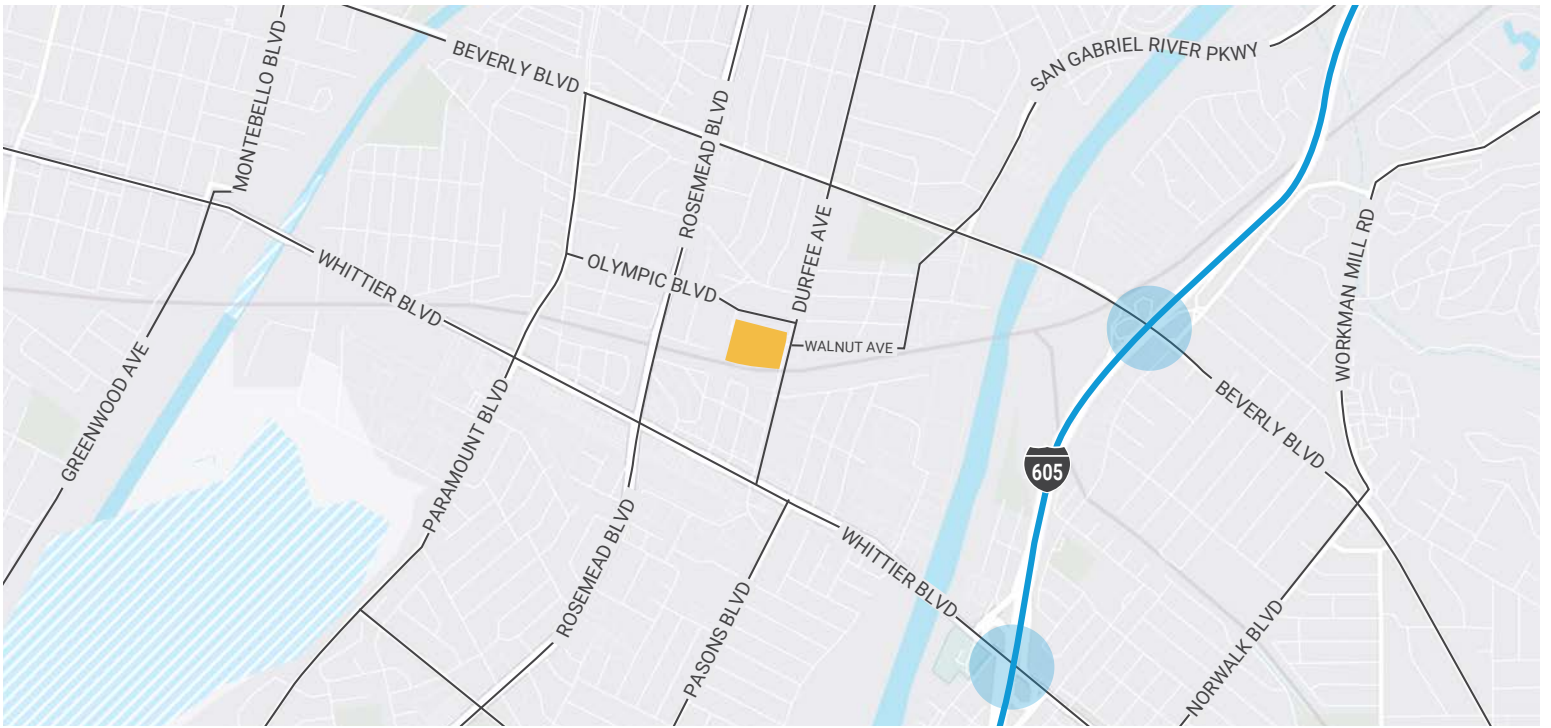 MONTEBELLO BLVD
BEVERLY BLVD
SAN GABRIEL RIVER PKWY
ROSEMEAD BLVD
DURFEE AVE
OLYMPIC BLVD
WHITTIER BLVD
WALNUT AVE
WORKMAN MILL RD
GREENWOOD AVE
PARAMOUNT BLVD
BEVERLY BLVD
605
ROSEMEAD BLVD
WHITTIER BLVD
PASONS BLVD
NORWALK BLVD